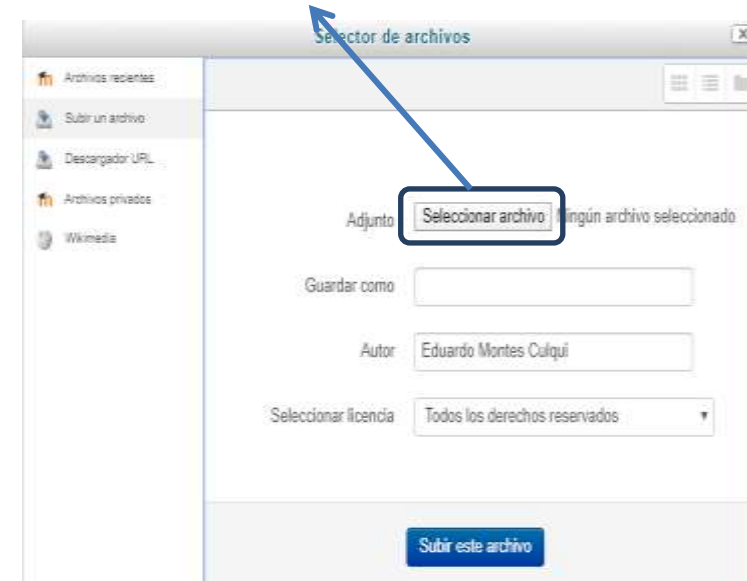 Selector de archivos
Archivos recientes
Subir un archivo
Descargador URL
Archivos privados
Wikimedia
Adjunto Seleccionar archivo Ningún archivo seleccionado
Guardar como
Autor Eduardo Montes Culqui
Seleccionar licencia Todos los derechos reservados
Subir este archivo